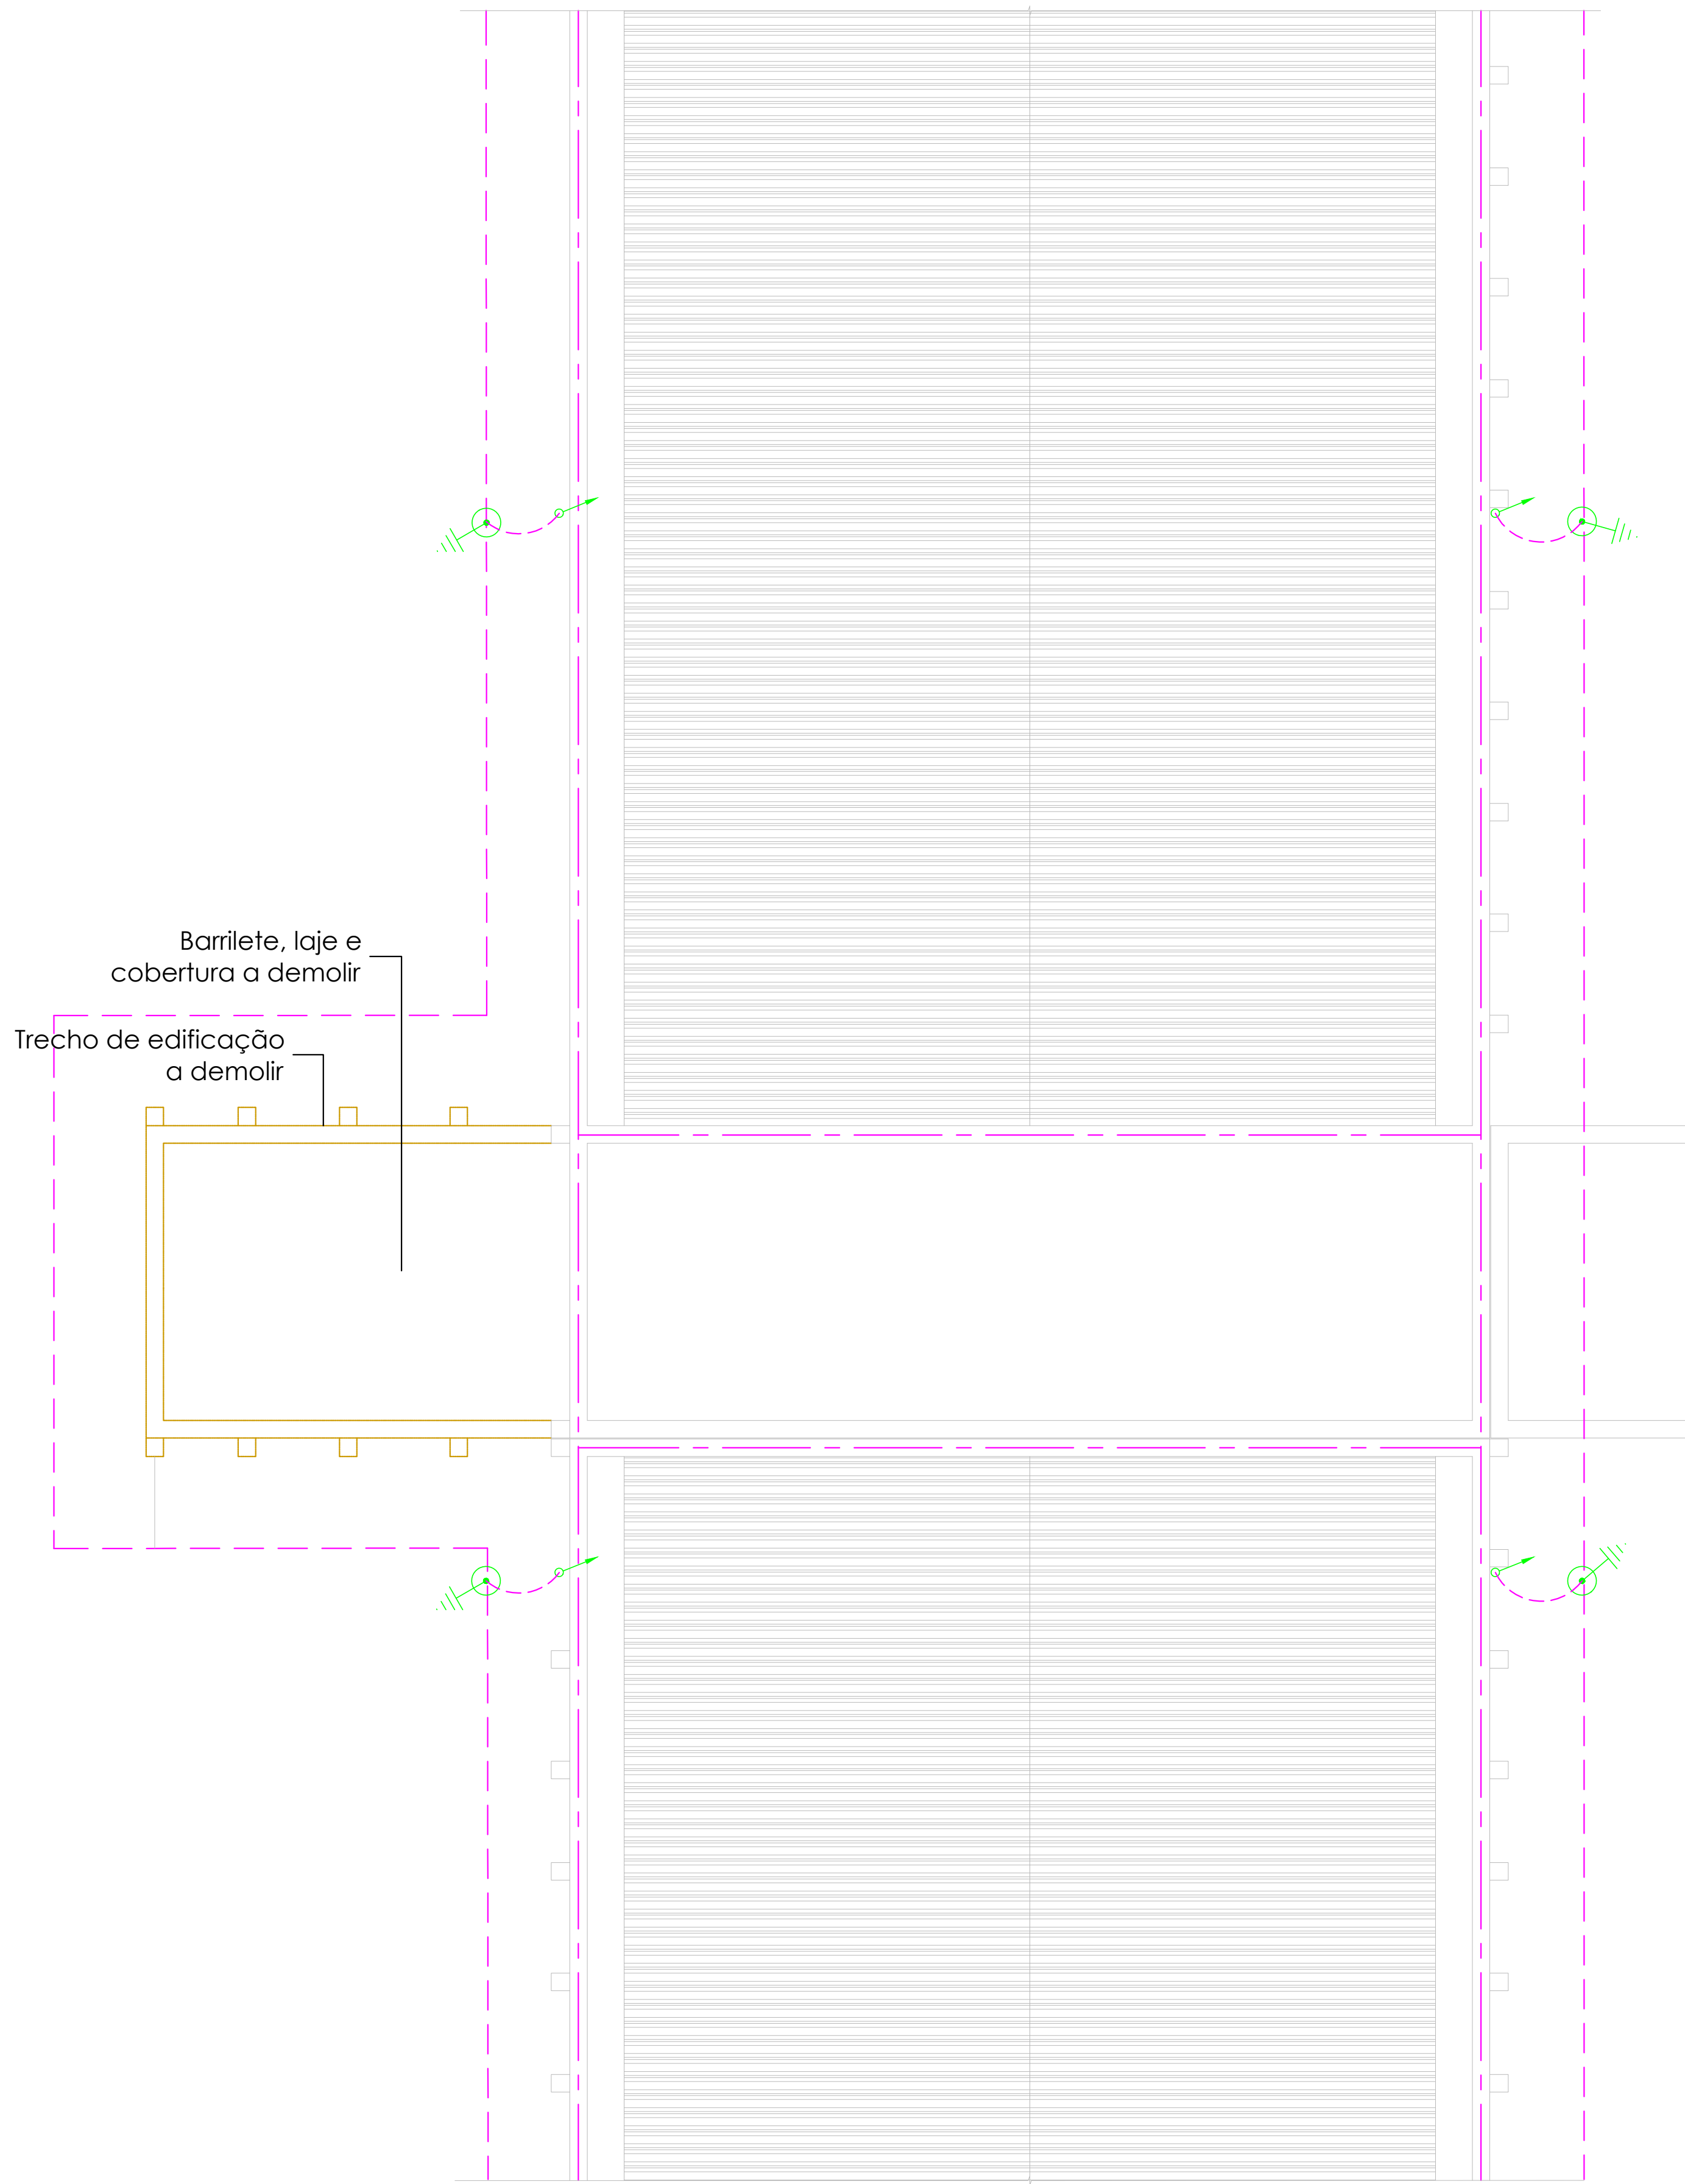 Barrilete, laje e
cobertura a demolir
Trecho de edificação
a demolir